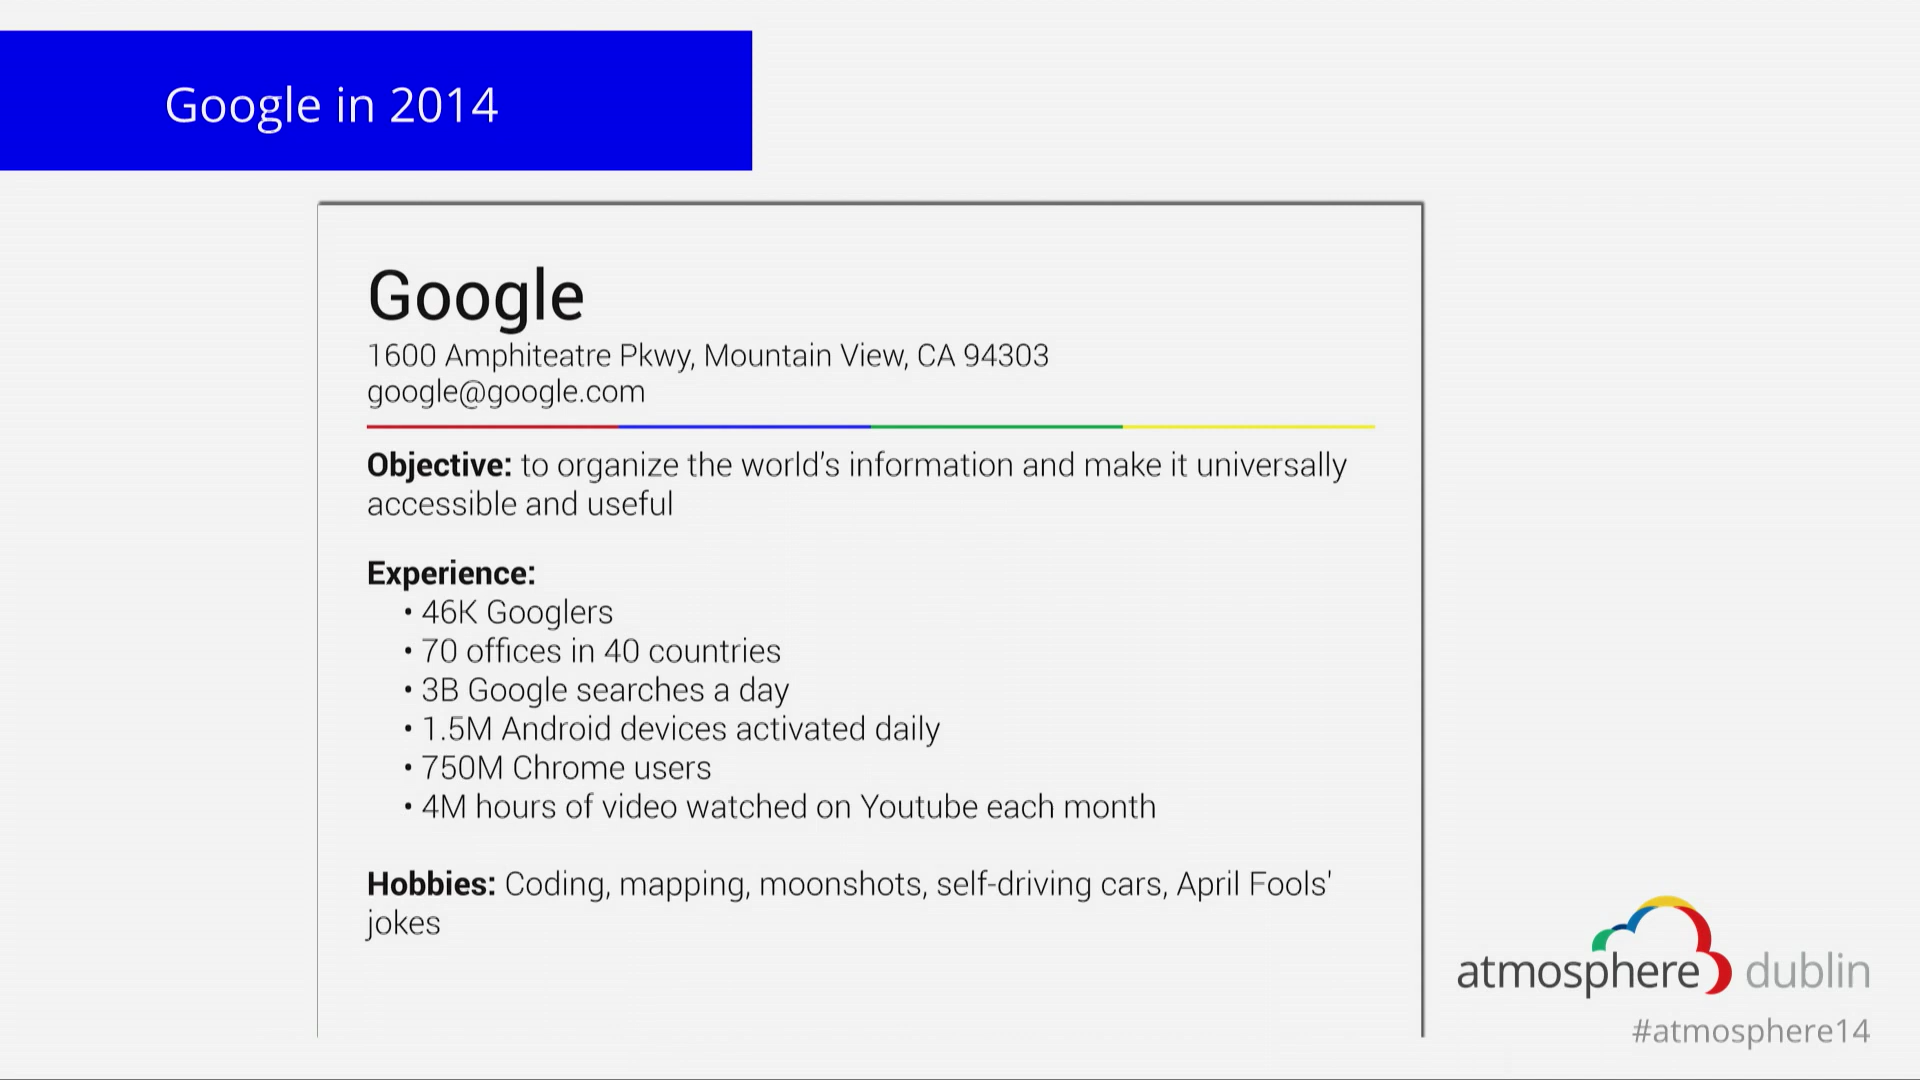 Google in 2014
Google
1600 Amphiteatre Pkwy, Mountain View, CA 94303
google@google.com
Objective: to organize the world's information and make it universally
accessible and useful
Experience:
• 46K Googlers
• 70 offices in 40 countries
• 3B Google searches a day
• 1.5M Android devices activated daily
• 750M Chrome users
• 4M hours of video watched on Youtube each month
Hobbies: Coding, mapping, moonshots, self-driving cars, April Fools'
jokes
atmosphere dublin
#atmosphere14